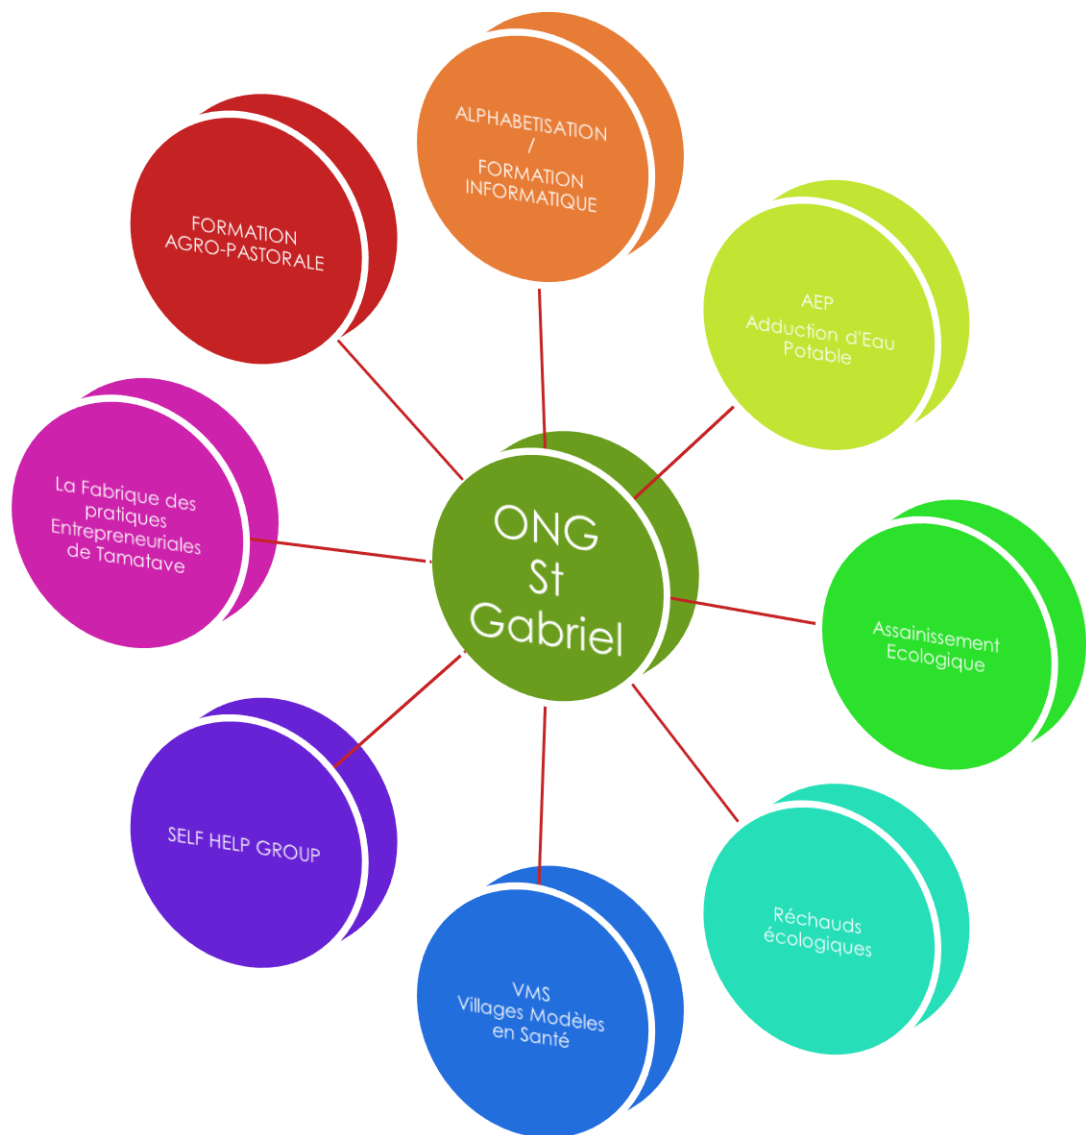 ALPHABETISATION
/
FORMATION
INFORMATIQUE
FORMATION
AGRO-PASTORALE
AEP
Adduction d'Eau
Potable
La Fabrique des
pratiques
Entrepreneuriales
de Tamatave
ONG
St
Gabriel
Assainissement
Ecologique
SELF HELP GROUP
Réchauds
écologiques
VMS
Villages Modèles
en Santé